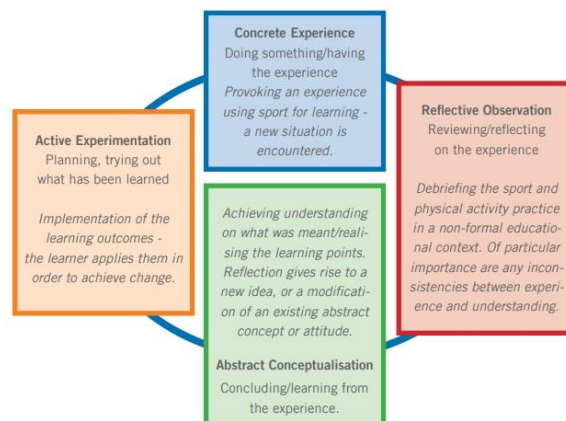 Concrete Experience
Doing something/having
the experience
Provoking an experience
using sport for learning -
a new situation is
encountered.
Reflective Observation
Reviewing/reflecting
on the experience
Debriefing the sport and
physical activity practice
in a non-formal educatio-
nal context. Of particular
importance are any incon-
sistencies between experi-
ence and understanding.
Achieving understanding
on what was meant/reali-
sing the learning points.
Reflection gives rise to a
new idea, or a modifica-
tion of an existing abstract
concept or attitude.
Abstract Conceptualisation
Concluding/learning from
the experience.
Active Experimentation
Planning, trying out
what has been learned
Implementation of the
learning outcomes -
the learner applies them in
order to achieve change.